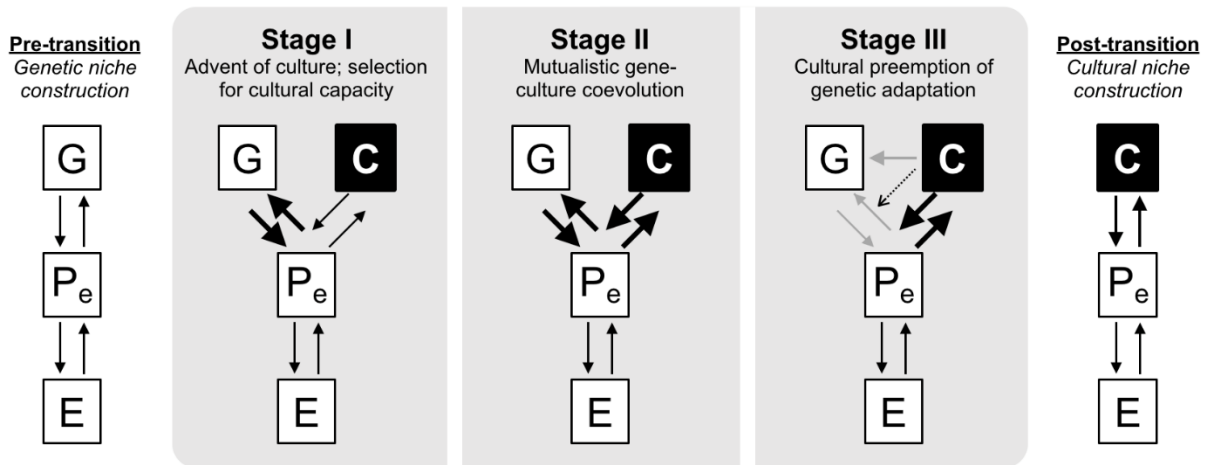 Pre-transition
Genetic niche
construction
G
Pe
E
Stage I
Advent of culture; selection
for cultural capacity
G C
Pe
E
Stage II
Mutualistic gene-
culture coevolution
G C
Pe
E
Stage III
Cultural preemption of
genetic adaptation
G C
Pe
E
Post-transition
Cultural niche
construction
C
Pe
E